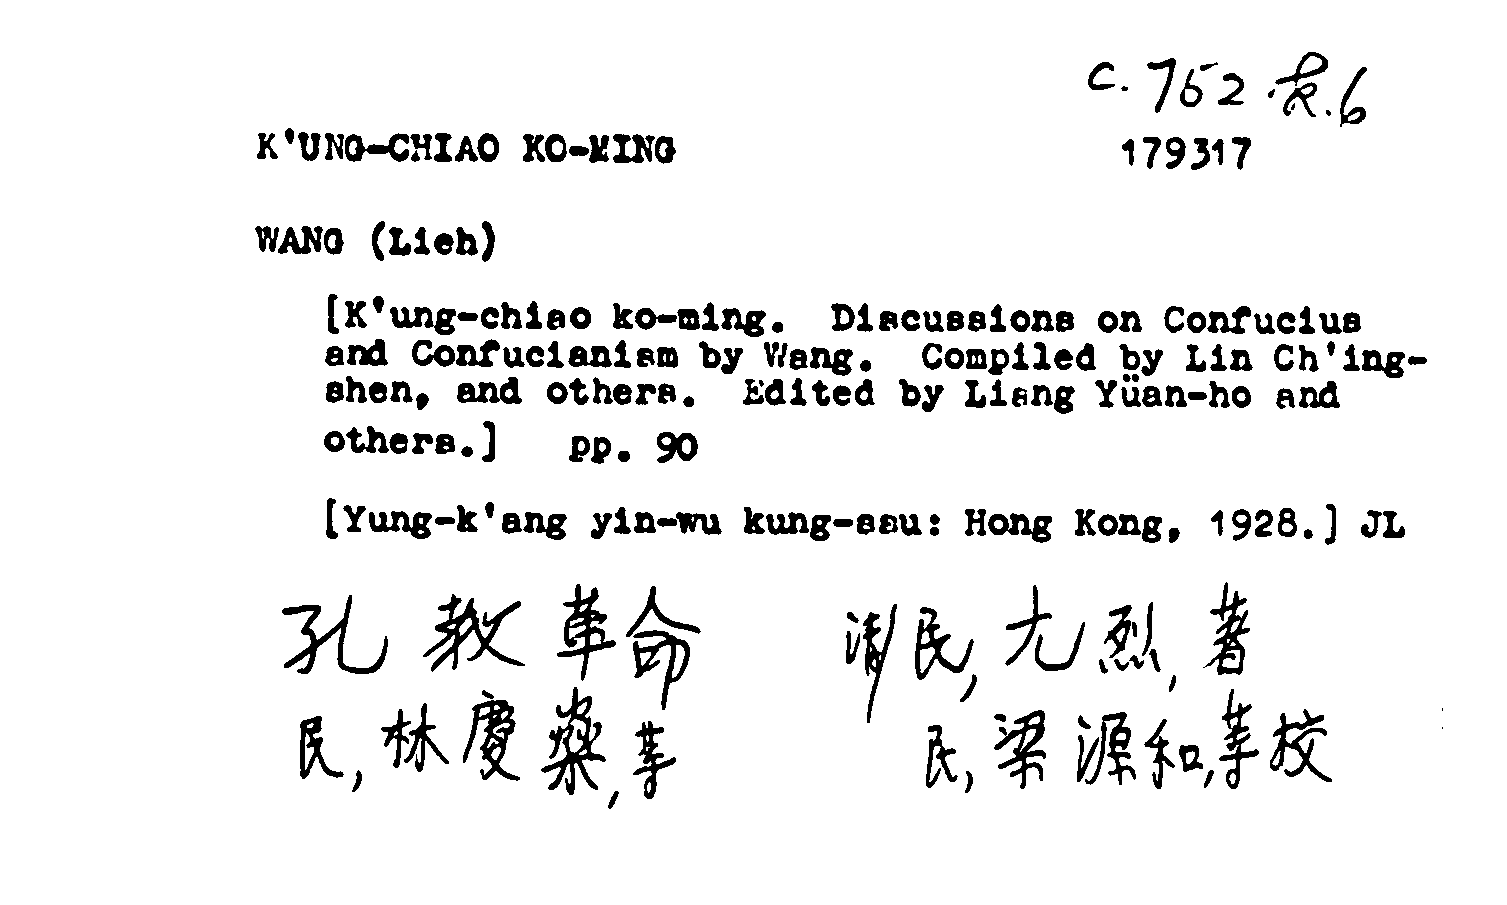 c. 752 k. 6
K'UNG-CHIAO KO-MING 179317
WANG (Lieh)
[K'ung-chiao ko-ming. Discussions on Confucius
and Confucianism by Wang. Compiled by Lin Ch'ing-
shen, and others. Edited by Liang Yüan-ho and
others.] pp. 90
[Yung-k'ang yin-wu kung-ssu: Hong Kong, 1928.] JL
孔教革命 清民, 尢烈, 著
民, 林慶燊, 等 民, 梁源和, 等校